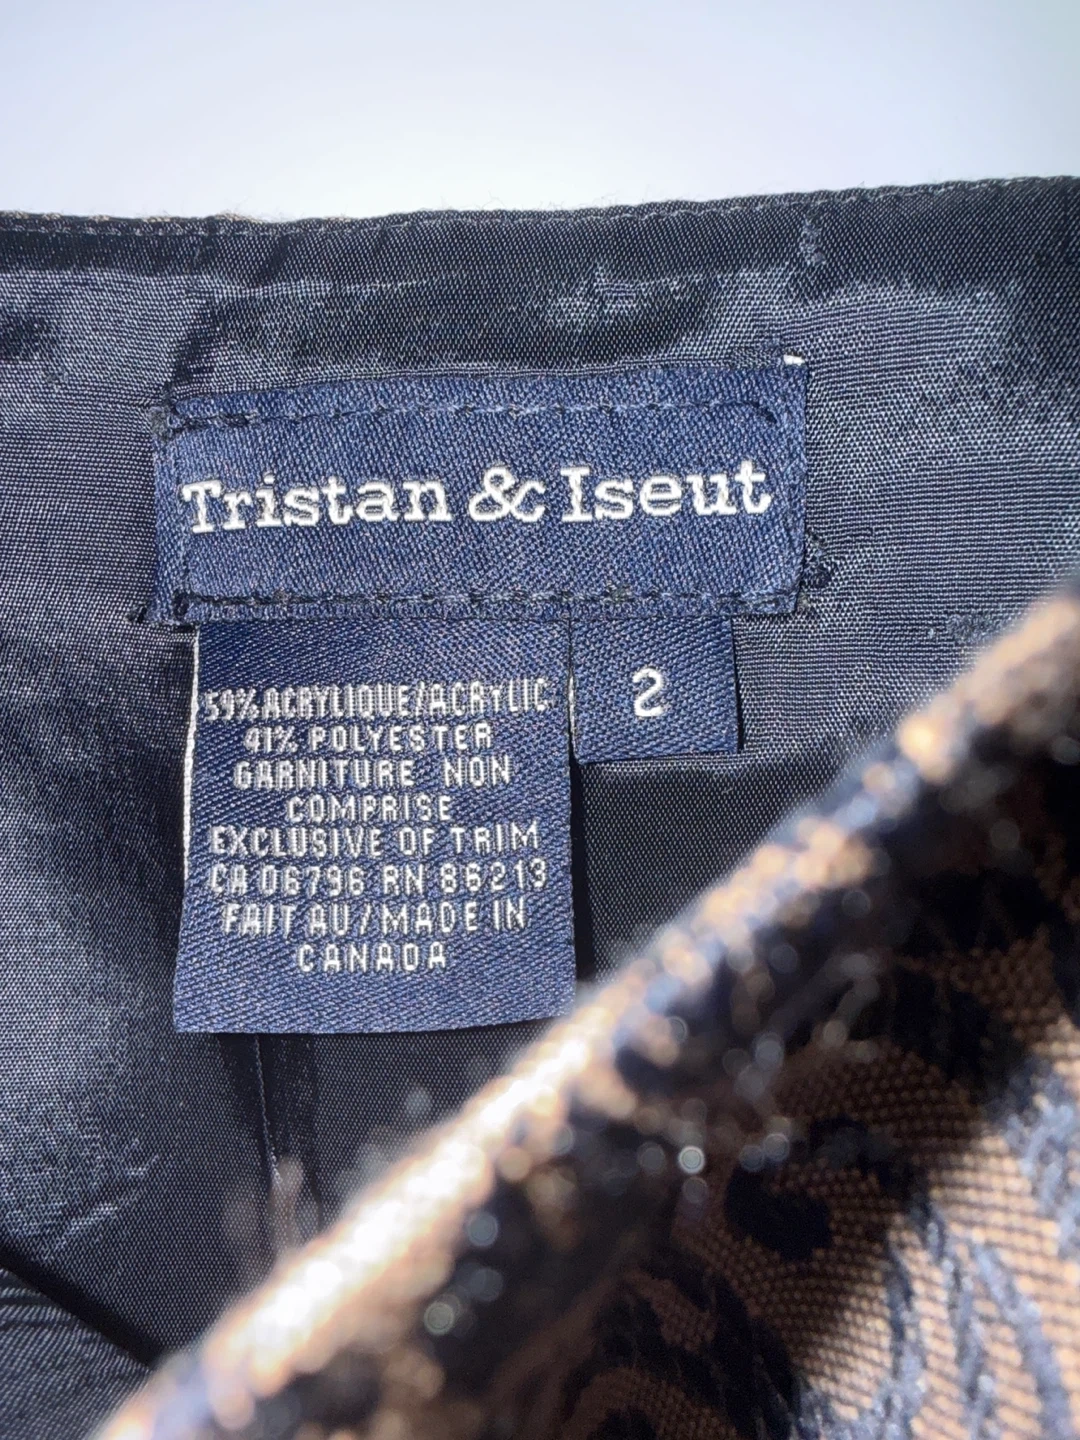 Tristan & Iseut
2
59% ACRYLIQUE/ACRYLIC
41% POLYESTER
GARNITURE NON
COMPRISE
EXCLUSIVE OF TRIM
CA 06796 RN 86213
FAIT AU/MADE IN
CANADA